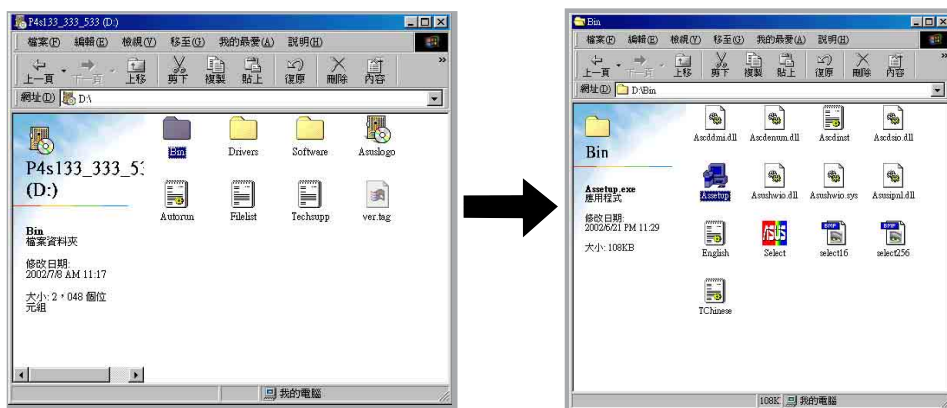 P4s133_333_533 (D:)
檔案(F) 編輯(E) 檢視(V) 移至(G) 我的最愛(A) 說明(H)
上一頁 下一頁 上移 剪下 複製 貼上 復原 刪除 內容 »
網址(D) D:\
P4s133_333_5:
(D:)
Bin
檔案資料夾
修改日期:
2002/7/8 AM 11:17
大小: 2,048 個位
元組
Bin Drivers Software Asuslogo
Autorun Filelist Techsupp ver.tag
我的電腦
Bin
檔案(F) 編輯(E) 檢視(V) 移至(G) 我的最愛(A) 說明(H)
上一頁 下一頁 上移 剪下 複製 貼上 復原 刪除 內容 »
網址(D) D:\Bin
Bin
Assetup.exe
應用程式
修改日期:
2002/6/21 PM 11:29
大小: 108KB
Ascddmi.dll Ascdenum.dll Ascdinst Ascdsio.dll
Assetup Asushwio.dll Asushwio.sys Asusipnl.dll
English Select select16 select256
TChinese
108K 我的電腦